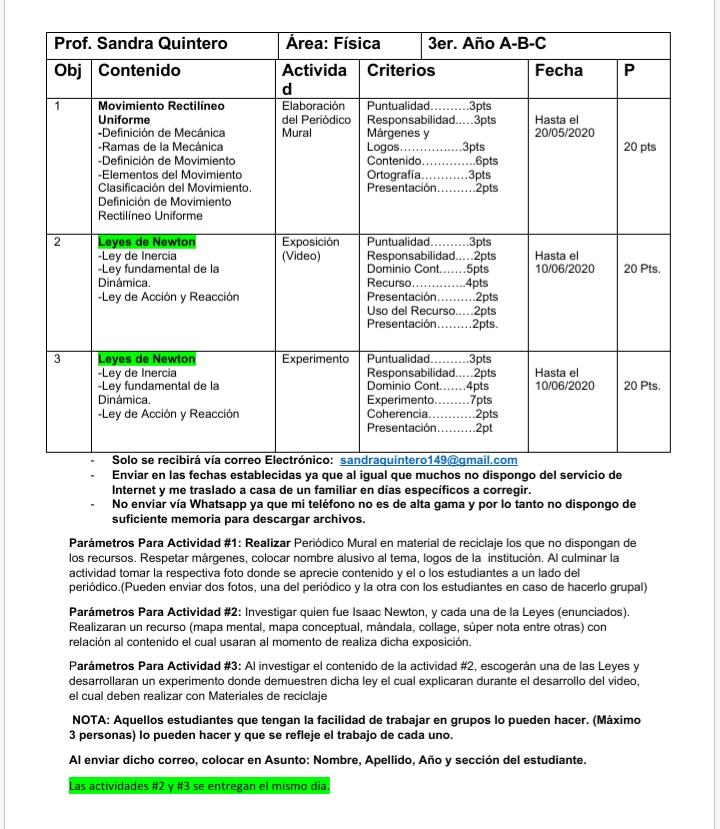 Prof. Sandra Quintero Área: Física 3er. Año A-B-C
Obj Contenido Activida d Criterios Fecha P
1
Movimiento Rectilíneo
Uniforme
-Definición de Mecánica
-Ramas de la Mecánica
-Definición de Movimiento
-Elementos del Movimiento
Clasificación del Movimiento.
Definición de Movimiento
Rectilíneo Uniforme
Elaboración
del Periódico
Mural
Puntualidad……….3pts
Responsabilidad.….3pts
Márgenes y
Logos…………..…..3pts
Contenido…………..6pts
Ortografía…….……3pts
Presentación………2pts
Hasta el
20/05/2020
20 pts
2
Leyes de Newton
-Ley de Inercia
-Ley fundamental de la
Dinámica.
-Ley de Acción y Reacción
Exposición
(Video)
Puntualidad……….3pts
Responsabilidad.….2pts
Dominio Cont.……5pts
Recurso…………...4pts
Presentación………2pts
Uso del Recurso.….2pts
Presentación………2pts.
Hasta el
10/06/2020
20 Pts.
3
Leyes de Newton
-Ley de Inercia
-Ley fundamental de la
Dinámica.
-Ley de Acción y Reacción
Experimento
Puntualidad……….3pts
Responsabilidad.….2pts
Dominio Cont.……4pts
Experimento………7pts
Coherencia…………2pts
Presentación………2pt
Hasta el
10/06/2020
20 Pts.
- Solo se recibirá vía correo Electrónico: sandraquintero149@gmail.com
- Enviar en las fechas establecidas ya que al igual que muchos no dispongo del servicio de
Internet y me traslado a casa de un familiar en días específicos a corregir.
- No enviar vía Whatsapp ya que mi teléfono no es de alta gama y por lo tanto no dispongo de
suficiente memoria para descargar archivos.
Parámetros Para Actividad #1: Realizar Periódico Mural en material de reciclaje los que no dispongan de
los recursos. Respetar márgenes, colocar nombre alusivo al tema, logos de la institución. Al culminar la
actividad tomar la respectiva foto donde se aprecie contenido y el o los estudiantes a un lado del
periódico.(Pueden enviar dos fotos, una del periódico y la otra con los estudiantes en caso de hacerlo grupal)
Parámetros Para Actividad #2: Investigar quien fue Isaac Newton, y cada una de la Leyes (enunciados).
Realizaran un recurso (mapa mental, mapa conceptual, mándala, collage, súper nota entre otras) con
relación al contenido el cual usaran al momento de realiza dicha exposición.
Parámetros Para Actividad #3: Al investigar el contenido de la actividad #2, escogerán una de las Leyes y
desarrollaran un experimento donde demuestren dicha ley el cual explicaran durante el desarrollo del video,
el cual deben realizar con Materiales de reciclaje
NOTA: Aquellos estudiantes que tengan la facilidad de trabajar en grupos lo pueden hacer. (Máximo
3 personas) lo pueden hacer y que se refleje el trabajo de cada uno.
Al enviar dicho correo, colocar en Asunto: Nombre, Apellido, Año y sección del estudiante.
Las actividades #2 y #3 se entregan el mismo día.